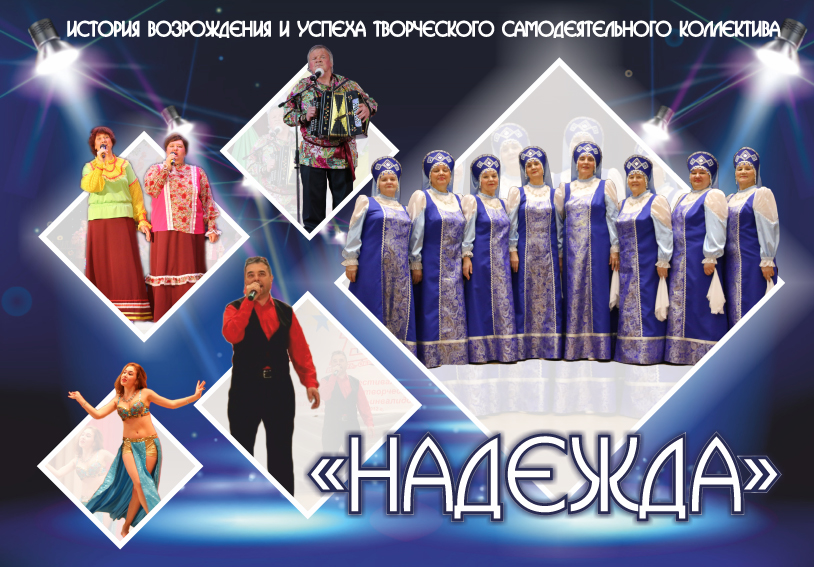 ИСТОРИЯ ВОЗРОЖДЕНИЯ И УСПЕХА ТВОРЧЕСКОГО САМОДЕЯТЕЛЬНОГО КОЛЛЕКТИВА
«НАДЕЖДА»